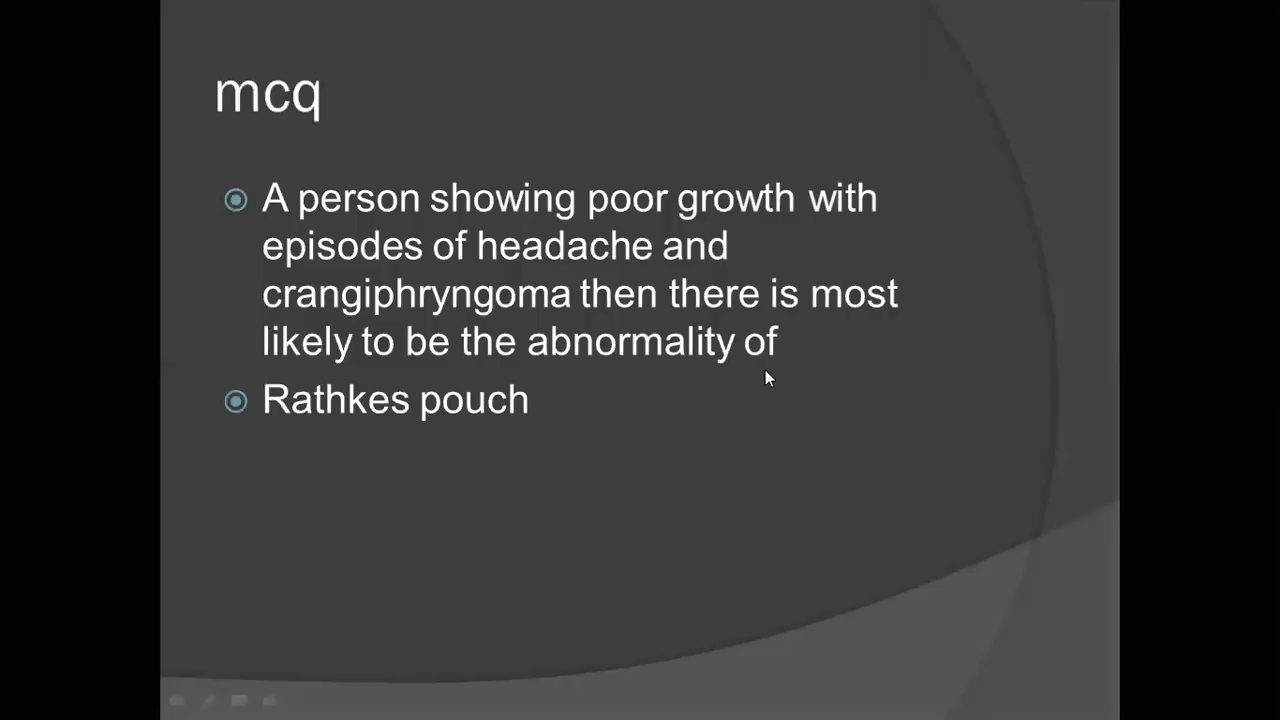 mcq
A person showing poor growth with
episodes of headache and
crangiphryngoma then there is most
likely to be the abnormality of
Rathkes pouch